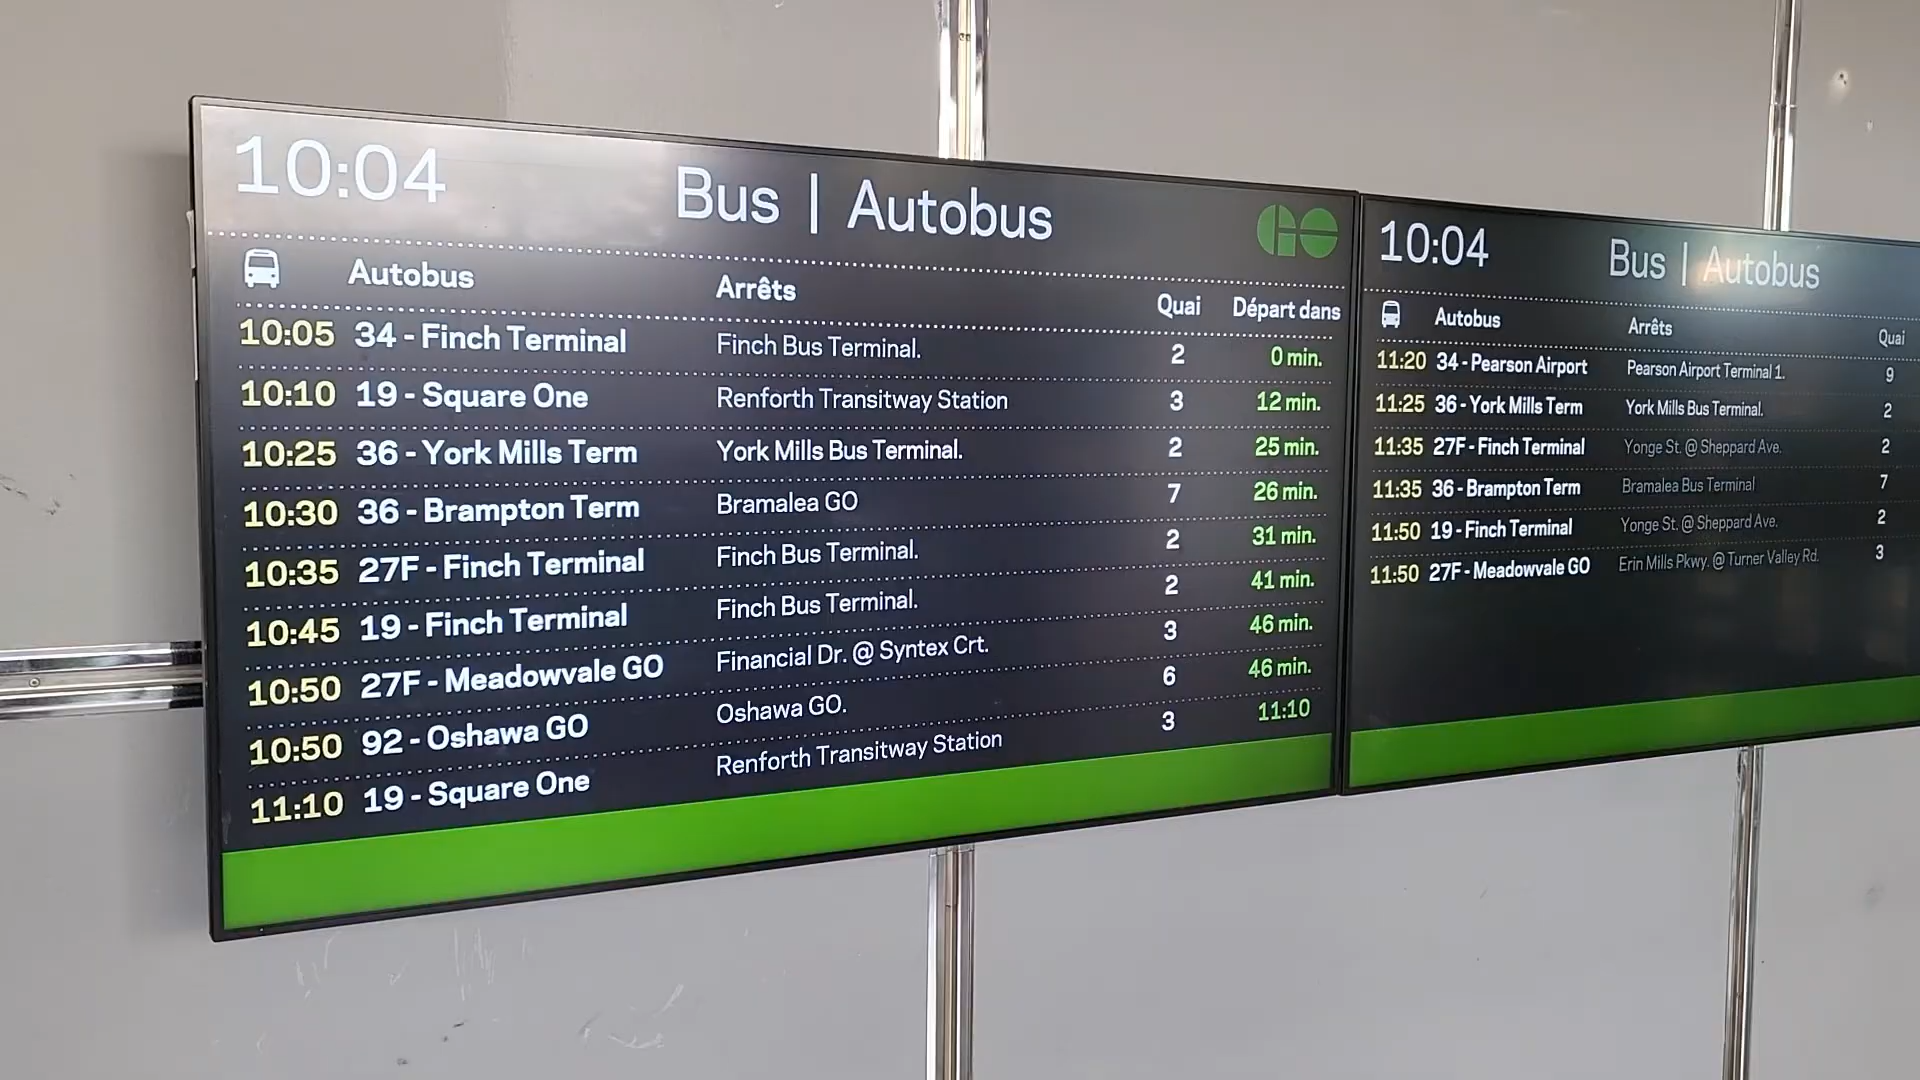 10:04 Bus | Autobus GO
Autobus Arrêts Quai Départ dans
10:05 34 - Finch Terminal Finch Bus Terminal. 2 0 min.
10:10 19 - Square One Renforth Transitway Station 3 12 min.
10:25 36 - York Mills Term York Mills Bus Terminal. 2 25 min.
10:30 36 - Brampton Term Bramalea GO 7 26 min.
10:35 27F - Finch Terminal Finch Bus Terminal. 2 31 min.
10:45 19 - Finch Terminal Finch Bus Terminal. 2 41 min.
10:50 27F - Meadowvale GO Financial Dr. @ Syntex Crt. 3 46 min.
10:50 92 - Oshawa GO Oshawa GO. 6 46 min.
11:10 19 - Square One Renforth Transitway Station 3 11:10
10:04 Bus | Autobus
Autobus Arrêts Quai
11:20 34 - Pearson Airport Pearson Airport Terminal 1. 9
11:25 36 - York Mills Term York Mills Bus Terminal. 2
11:35 27F - Finch Terminal Yonge St. @ Sheppard Ave. 2
11:35 36 - Brampton Term Bramalea Bus Terminal 7
11:50 19 - Finch Terminal Yonge St. @ Sheppard Ave. 2
11:50 27F - Meadowvale GO Erin Mills Pkwy. @ Turner Valley Rd. 3